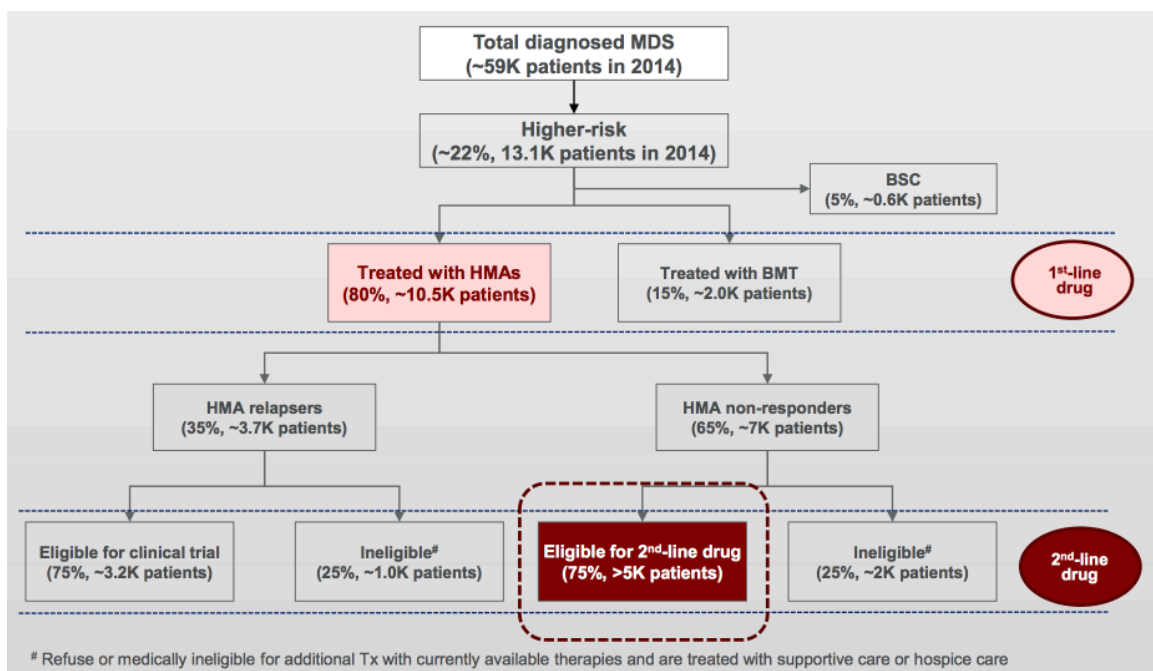 Total diagnosed MDS
(~59K patients in 2014)
Higher-risk
(~22%, 13.1K patients in 2014)
BSC
(5%, ~0.6K patients)
Treated with HMAs
(80%, ~10.5K patients)
Treated with BMT
(15%, ~2.0K patients)
1st-line
drug
HMA relapsers
(35%, ~3.7K patients)
HMA non-responders
(65%, ~7K patients)
Eligible for clinical trial
(75%, ~3.2K patients)
Ineligible#
(25%, ~1.0K patients)
Eligible for 2nd-line drug
(75%, >5K patients)
Ineligible#
(25%, ~2K patients)
2nd-line
drug
# Refuse or medically ineligible for additional Tx with currently available therapies and are treated with supportive care or hospice care